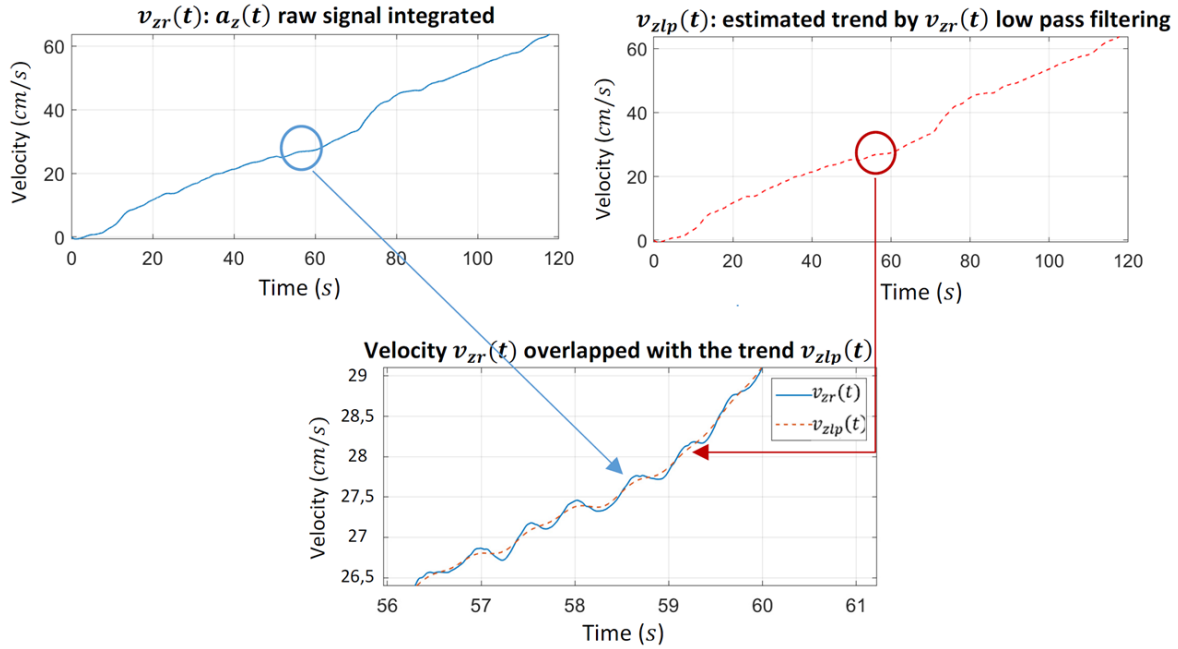 v_zr(t): a_z(t) raw signal integrated
60
40
20
0
0 20 40 60 80 100 120
Velocity (cm/s)
Time (s)
v_zlp(t): estimated trend by v_zr(t) low pass filtering
60
40
20
0
0 20 40 60 80 100 120
Velocity (cm/s)
Time (s)
Velocity v_zr(t) overlapped with the trend v_zlp(t)
29
28,5
28
27,5
27
26,5
56 57 58 59 60 61
Velocity (cm/s)
Time (s)
v_zr(t)
v_zlp(t)